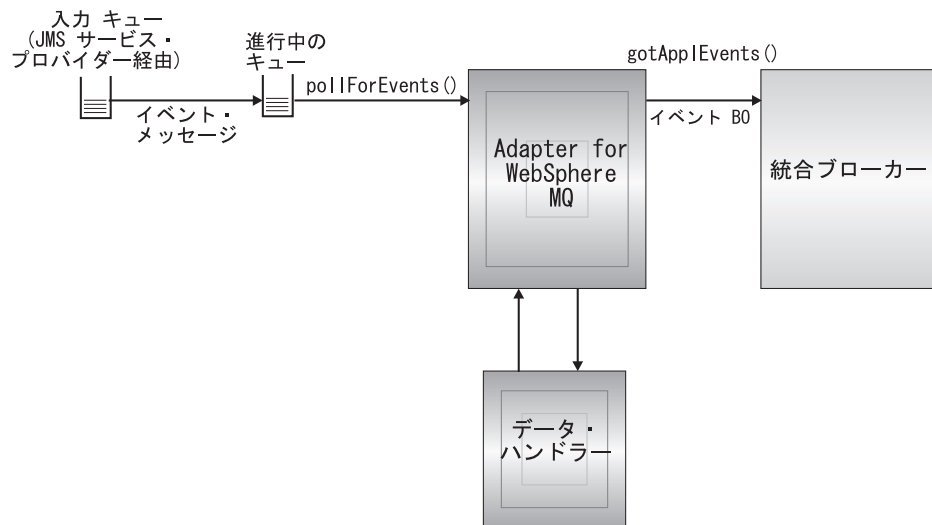 入力 キュー
(JMS サービス・
プロバイダー経由)
進行中の
キュー
イベント・
メッセージ
pollForEvents()
Adapter for
WebSphere
MQ
gotApplEvents()
イベント BO
統合ブローカー
データ・
ハンドラー